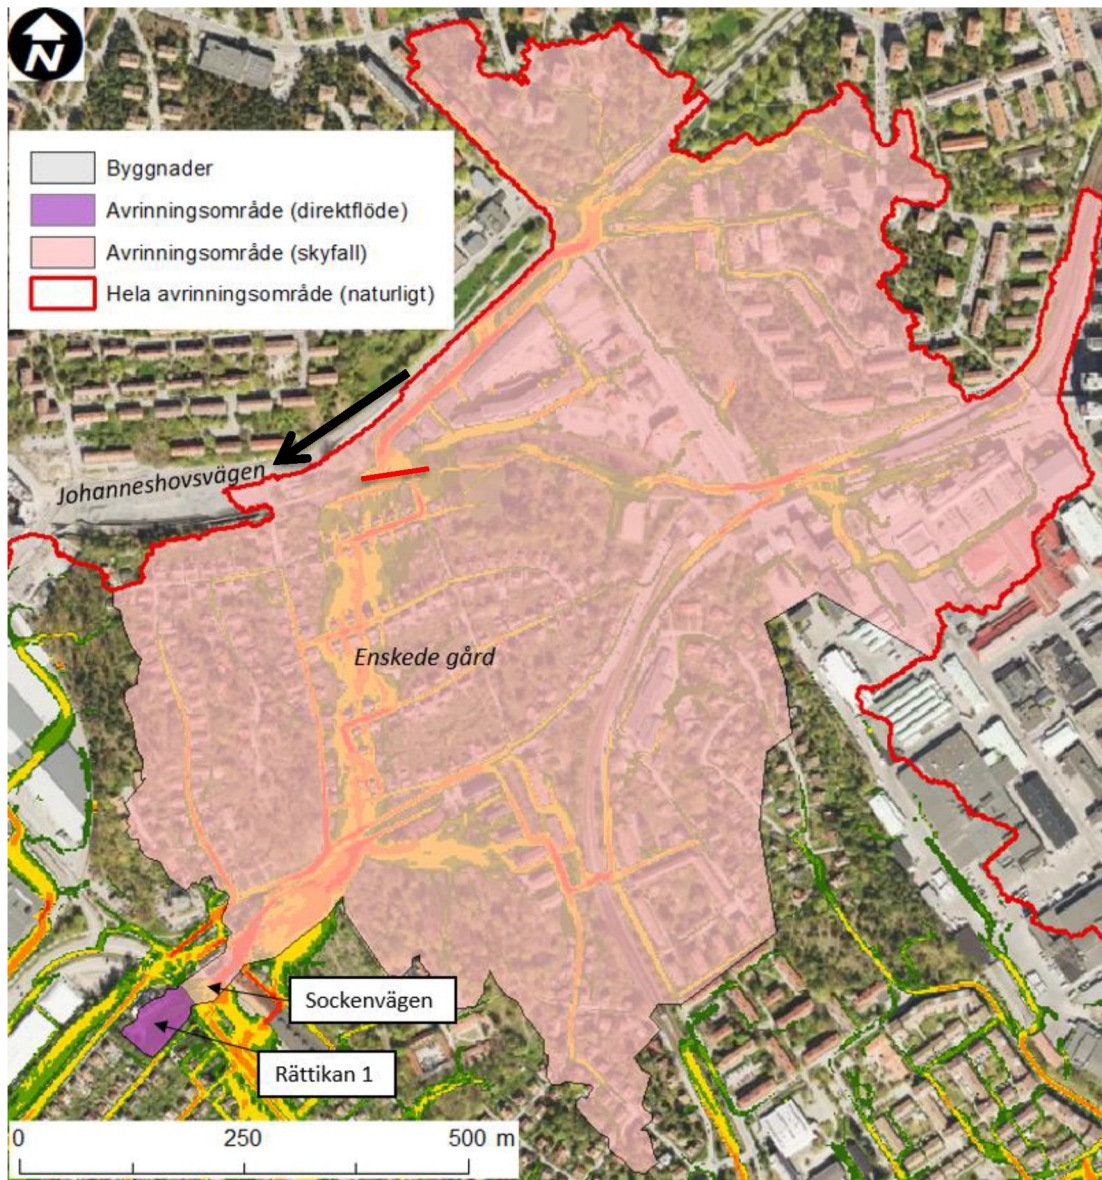 N
Byggnader
Avrinningsområde (direktflöde)
Avrinningsområde (skyfall)
Hela avrinningsområde (naturligt)
Johanneshovsvägen
Enskede gård
Sockenvägen
Rättikan 1
0 250 500 m